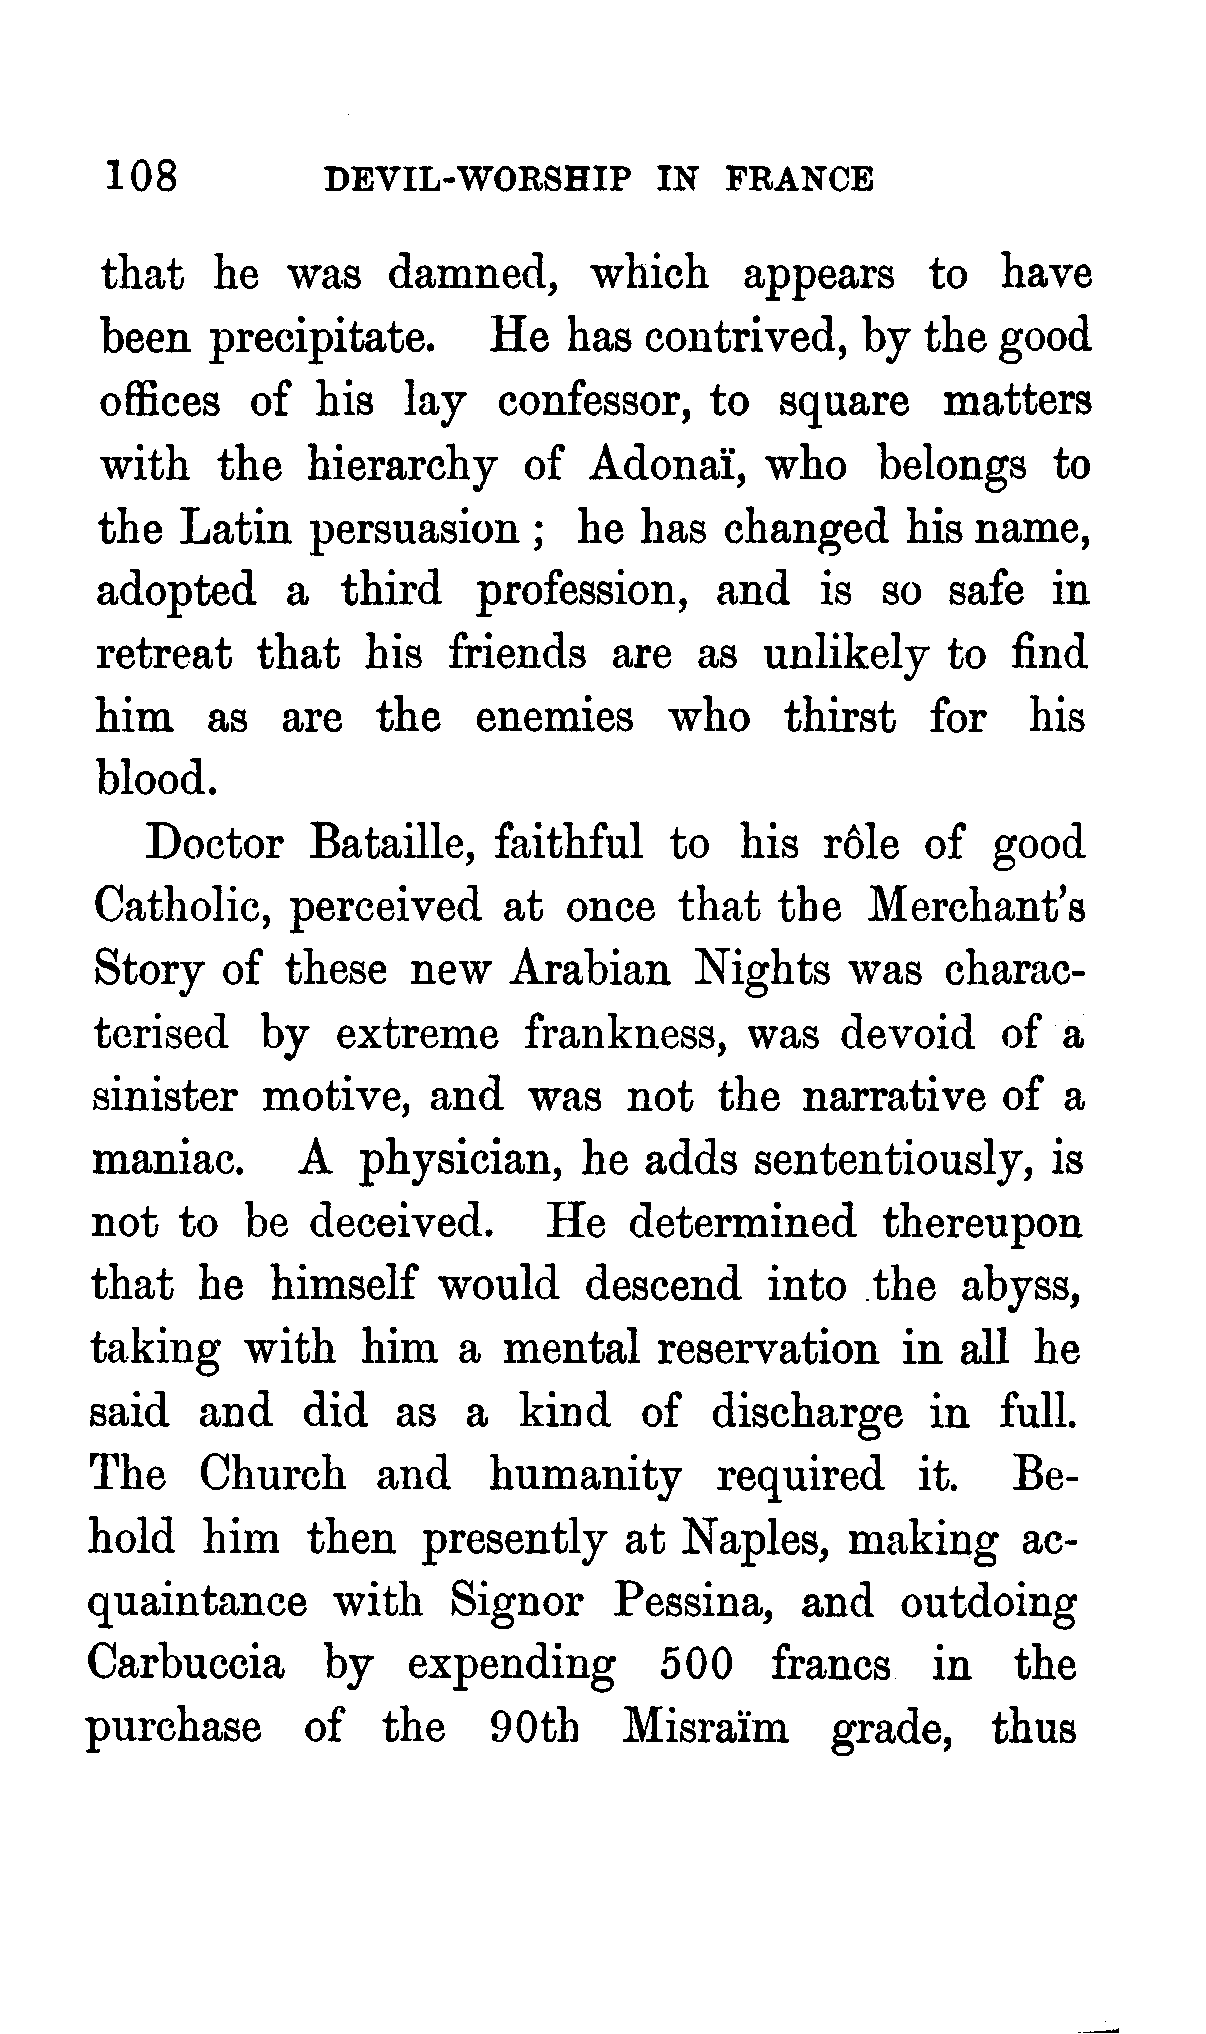 108 DEVIL-WORSHIP IN FRANCE
that he was damned, which appears to have
been precipitate. He has contrived, by the good
offices of his lay confessor, to square matters
with the hierarchy of Adonaï, who belongs to
the Latin persuasion ; he has changed his name,
adopted a third profession, and is so safe in
retreat that his friends are as unlikely to find
him as are the enemies who thirst for his
blood.
Doctor Bataille, faithful to his rôle of good
Catholic, perceived at once that the Merchant's
Story of these new Arabian Nights was charac-
terised by extreme frankness, was devoid of a
sinister motive, and was not the narrative of a
maniac. A physician, he adds sententiously, is
not to be deceived. He determined thereupon
that he himself would descend into the abyss,
taking with him a mental reservation in all he
said and did as a kind of discharge in full.
The Church and humanity required it. Be-
hold him then presently at Naples, making ac-
quaintance with Signor Pessina, and outdoing
Carbuccia by expending 500 francs in the
purchase of the 90th Misraïm grade, thus